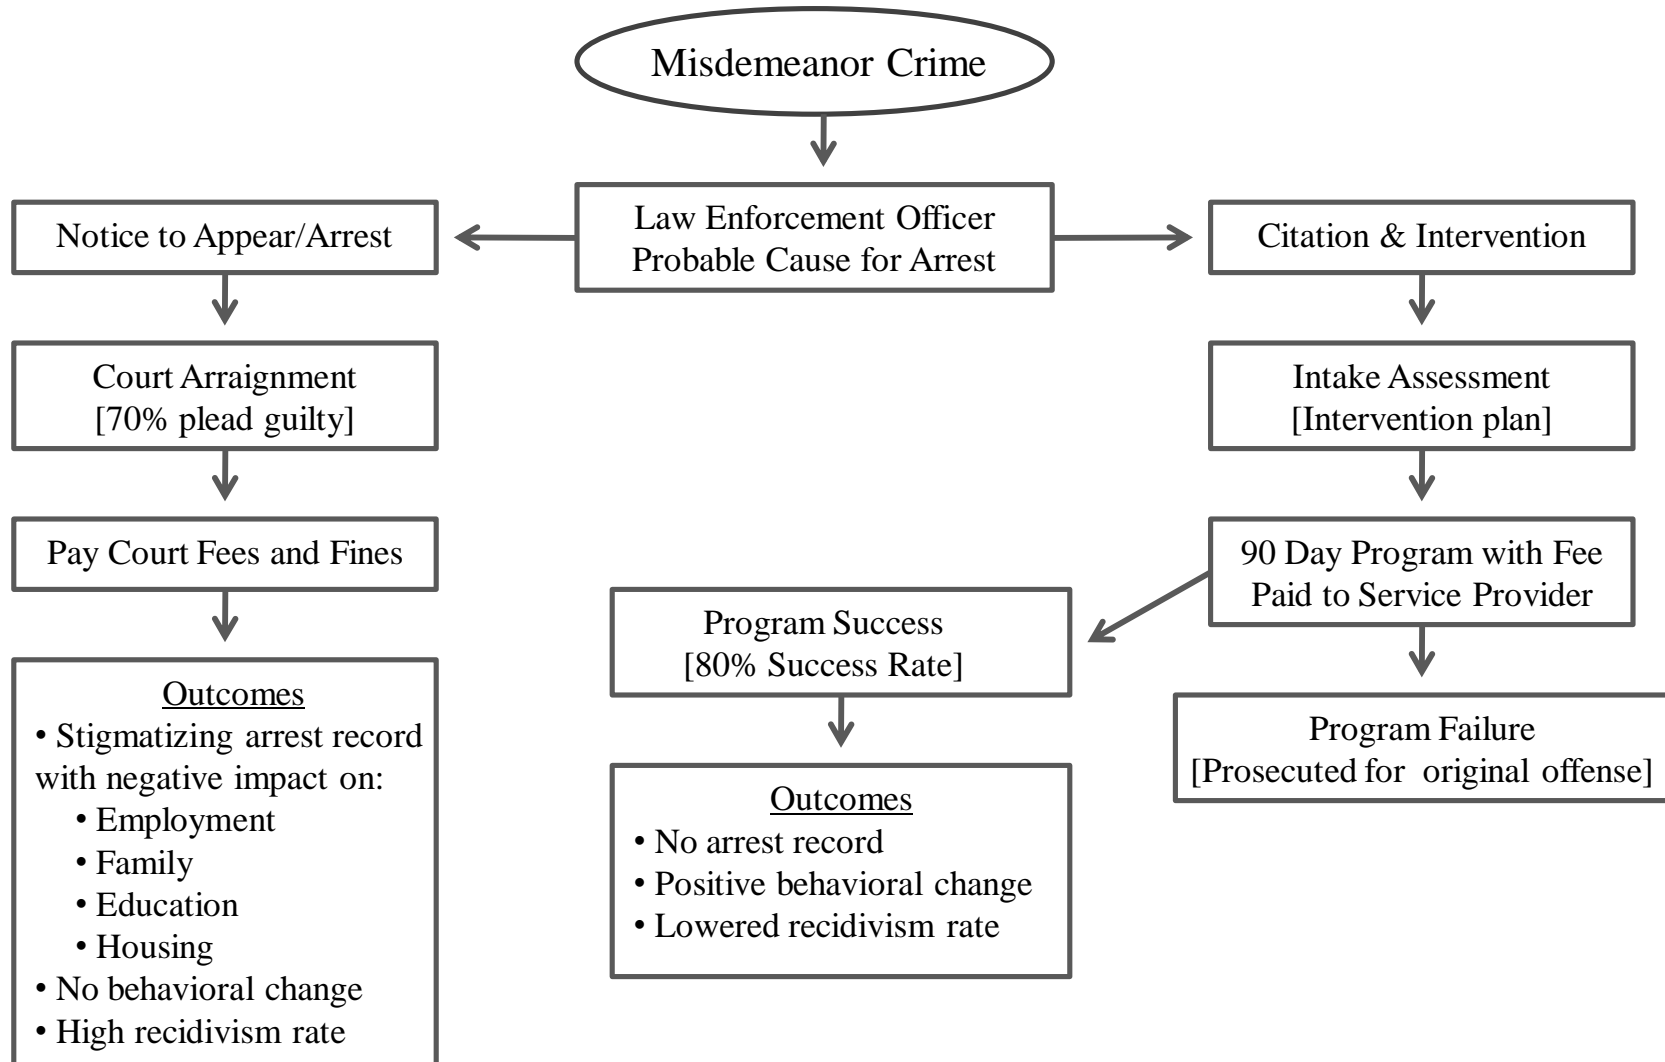 Misdemeanor Crime
Law Enforcement Officer
Probable Cause for Arrest
Notice to Appear/Arrest
Court Arraignment
[70% plead guilty]
Pay Court Fees and Fines
Outcomes
• Stigmatizing arrest record
with negative impact on:
• Employment
• Family
• Education
• Housing
• No behavioral change
• High recidivism rate
Citation & Intervention
Intake Assessment
[Intervention plan]
90 Day Program with Fee
Paid to Service Provider
Program Success
[80% Success Rate]
Outcomes
• No arrest record
• Positive behavioral change
• Lowered recidivism rate
Program Failure
[Prosecuted for original offense]